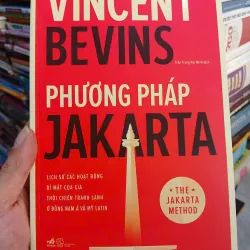 VINCENT
BEVINS
PHƯƠNG PHÁP
JAKARTA
LỊCH SỬ CÁC HOẠT ĐỘNG
BÍ MẬT CỦA CIA
THỜI CHIẾN TRANH LẠNH
Ở ĐÔNG NAM Á VÀ MỸ LATIN
THE
JAKARTA
METHOD